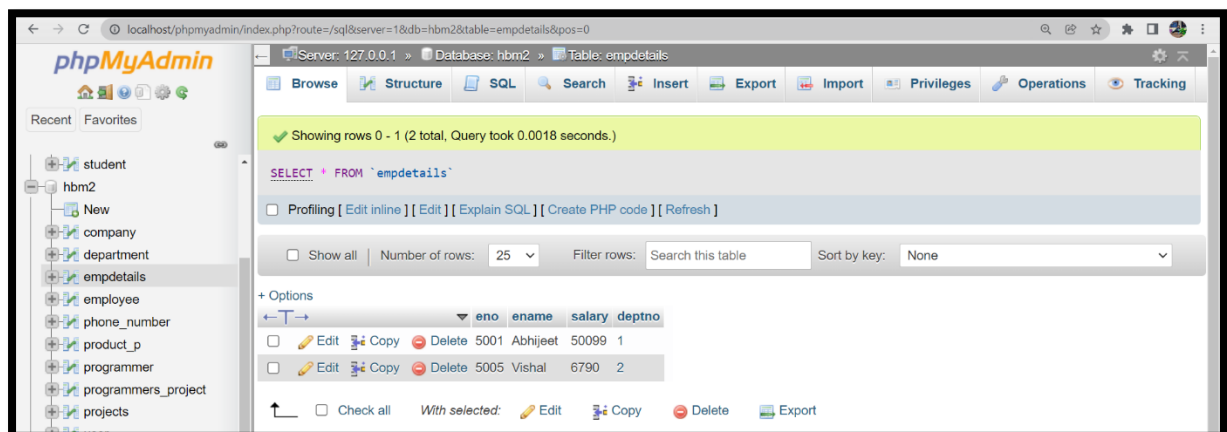 localhost/phpmyadmin/index.php?route=/sql&server=1&db=hbm2&table=empdetails&pos=0
phpMyAdmin
Recent Favorites
student
hbm2
New
company
department
empdetails
employee
phone_number
product_p
programmer
programmers_project
projects
Server: 127.0.0.1 » Database: hbm2 » Table: empdetails
Browse Structure SQL Search Insert Export Import Privileges Operations Tracking
Showing rows 0 - 1 (2 total, Query took 0.0018 seconds.)
SELECT * FROM `empdetails`
Profiling [ Edit inline ] [ Edit ] [ Explain SQL ] [ Create PHP code ] [ Refresh ]
Show all | Number of rows: 25 Filter rows: Search this table Sort by key: None
+ Options
←T→ eno ename salary deptno
Edit Copy Delete 5001 Abhijeet 50099 1
Edit Copy Delete 5005 Vishal 6790 2
Check all With selected: Edit Copy Delete Export